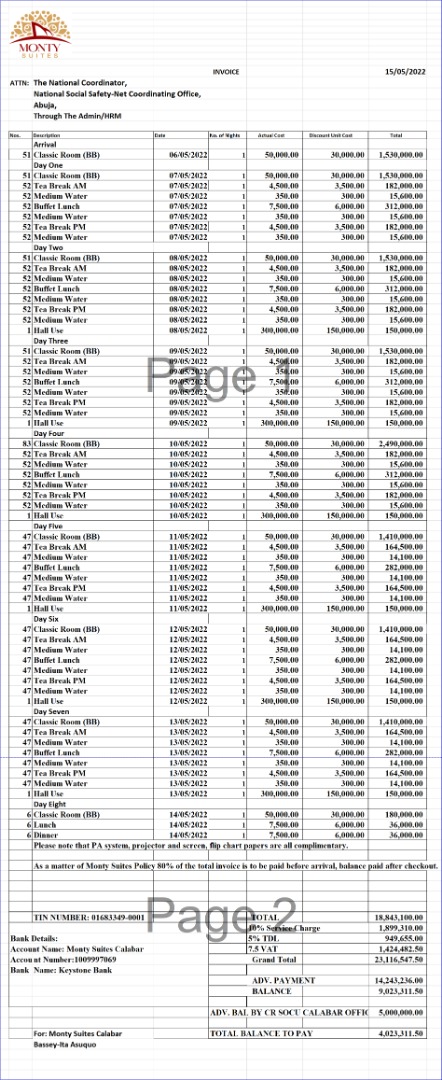 MONTY
SUITES
INVOICE 15/05/2022
ATTN: The National Coordinator,
National Social Safety-Net Coordinating Office,
Abuja,
Through The Admin/HRM
Nos. Description Date No. of Nights Actual Cost Discount Unit Cost Total
Arrival
51 Classic Room (BB) 06/05/2022 1 50,000.00 30,000.00 1,530,000.00
Day One
51 Classic Room (BB) 07/05/2022 1 50,000.00 30,000.00 1,530,000.00
52 Tea Break AM 07/05/2022 1 4,500.00 3,500.00 182,000.00
52 Medium Water 07/05/2022 1 350.00 300.00 15,600.00
52 Buffet Lunch 07/05/2022 1 7,500.00 6,000.00 312,000.00
52 Medium Water 07/05/2022 1 350.00 300.00 15,600.00
52 Tea Break PM 07/05/2022 1 4,500.00 3,500.00 182,000.00
52 Medium Water 07/05/2022 1 350.00 300.00 15,600.00
Day Two
51 Classic Room (BB) 08/05/2022 1 50,000.00 30,000.00 1,530,000.00
52 Tea Break AM 08/05/2022 1 4,500.00 3,500.00 182,000.00
52 Medium Water 08/05/2022 1 350.00 300.00 15,600.00
52 Buffet Lunch 08/05/2022 1 7,500.00 6,000.00 312,000.00
52 Medium Water 08/05/2022 1 350.00 300.00 15,600.00
52 Tea Break PM 08/05/2022 1 4,500.00 3,500.00 182,000.00
52 Medium Water 08/05/2022 1 350.00 300.00 15,600.00
1 Hall Use 08/05/2022 1 300,000.00 150,000.00 150,000.00
Day Three
51 Classic Room (BB) 09/05/2022 1 50,000.00 30,000.00 1,530,000.00
52 Tea Break AM 09/05/2022 1 4,500.00 3,500.00 182,000.00
52 Medium Water 09/05/2022 1 350.00 300.00 15,600.00
Page 1
52 Buffet Lunch 09/05/2022 1 7,500.00 6,000.00 312,000.00
52 Medium Water 09/05/2022 1 350.00 300.00 15,600.00
52 Tea Break PM 09/05/2022 1 4,500.00 3,500.00 182,000.00
52 Medium Water 09/05/2022 1 350.00 300.00 15,600.00
1 Hall Use 09/05/2022 1 300,000.00 150,000.00 150,000.00
Day Four
83 Classic Room (BB) 10/05/2022 1 50,000.00 30,000.00 2,490,000.00
52 Tea Break AM 10/05/2022 1 4,500.00 3,500.00 182,000.00
52 Medium Water 10/05/2022 1 350.00 300.00 15,600.00
52 Buffet Lunch 10/05/2022 1 7,500.00 6,000.00 312,000.00
52 Medium Water 10/05/2022 1 350.00 300.00 15,600.00
52 Tea Break PM 10/05/2022 1 4,500.00 3,500.00 182,000.00
52 Medium Water 10/05/2022 1 350.00 300.00 15,600.00
1 Hall Use 10/05/2022 1 300,000.00 150,000.00 150,000.00
Day Five
47 Classic Room (BB) 11/05/2022 1 50,000.00 30,000.00 1,410,000.00
47 Tea Break AM 11/05/2022 1 4,500.00 3,500.00 164,500.00
47 Medium Water 11/05/2022 1 350.00 300.00 14,100.00
47 Buffet Lunch 11/05/2022 1 7,500.00 6,000.00 282,000.00
47 Medium Water 11/05/2022 1 350.00 300.00 14,100.00
47 Tea Break PM 11/05/2022 1 4,500.00 3,500.00 164,500.00
47 Medium Water 11/05/2022 1 350.00 300.00 14,100.00
1 Hall Use 11/05/2022 1 300,000.00 150,000.00 150,000.00
Day Six
47 Classic Room (BB) 12/05/2022 1 50,000.00 30,000.00 1,410,000.00
47 Tea Break AM 12/05/2022 1 4,500.00 3,500.00 164,500.00
47 Medium Water 12/05/2022 1 350.00 300.00 14,100.00
47 Buffet Lunch 12/05/2022 1 7,500.00 6,000.00 282,000.00
47 Medium Water 12/05/2022 1 350.00 300.00 14,100.00
47 Tea Break PM 12/05/2022 1 4,500.00 3,500.00 164,500.00
47 Medium Water 12/05/2022 1 350.00 300.00 14,100.00
1 Hall Use 12/05/2022 1 300,000.00 150,000.00 150,000.00
Day Seven
47 Classic Room (BB) 13/05/2022 1 50,000.00 30,000.00 1,410,000.00
47 Tea Break AM 13/05/2022 1 4,500.00 3,500.00 164,500.00
47 Medium Water 13/05/2022 1 350.00 300.00 14,100.00
47 Buffet Lunch 13/05/2022 1 7,500.00 6,000.00 282,000.00
47 Medium Water 13/05/2022 1 350.00 300.00 14,100.00
47 Tea Break PM 13/05/2022 1 4,500.00 3,500.00 164,500.00
47 Medium Water 13/05/2022 1 350.00 300.00 14,100.00
1 Hall Use 13/05/2022 1 300,000.00 150,000.00 150,000.00
Day Eight
6 Classic Room (BB) 14/05/2022 1 50,000.00 30,000.00 180,000.00
6 Lunch 14/05/2022 1 7,500.00 6,000.00 36,000.00
6 Dinner 14/05/2022 1 7,500.00 6,000.00 36,000.00
Please note that PA system, projector and screen, flip chart papers are all complimentary.
As a matter of Monty Suites Policy 80% of the total invoice is to be paid before arrival, balance paid after checkout.
Page 2
TIN NUMBER: 01683349-0001 TOTAL 18,843,100.00
10% Service Charge 1,899,310.00
Bank Details: 5% TDL 949,655.00
Account Name: Monty Suites Calabar 7.5 VAT 1,424,482.50
Account Number:1009997069 Grand Total 23,116,547.50
Bank Name: Keystone Bank
ADV. PAYMENT 14,243,236.00
BALANCE 9,023,311.50
ADV. BAL BY CR SOCU CALABAR OFFIC 5,000,000.00
For: Monty Suites Calabar TOTAL BALANCE TO PAY 4,023,311.50
Bassey-Ita Asuquo